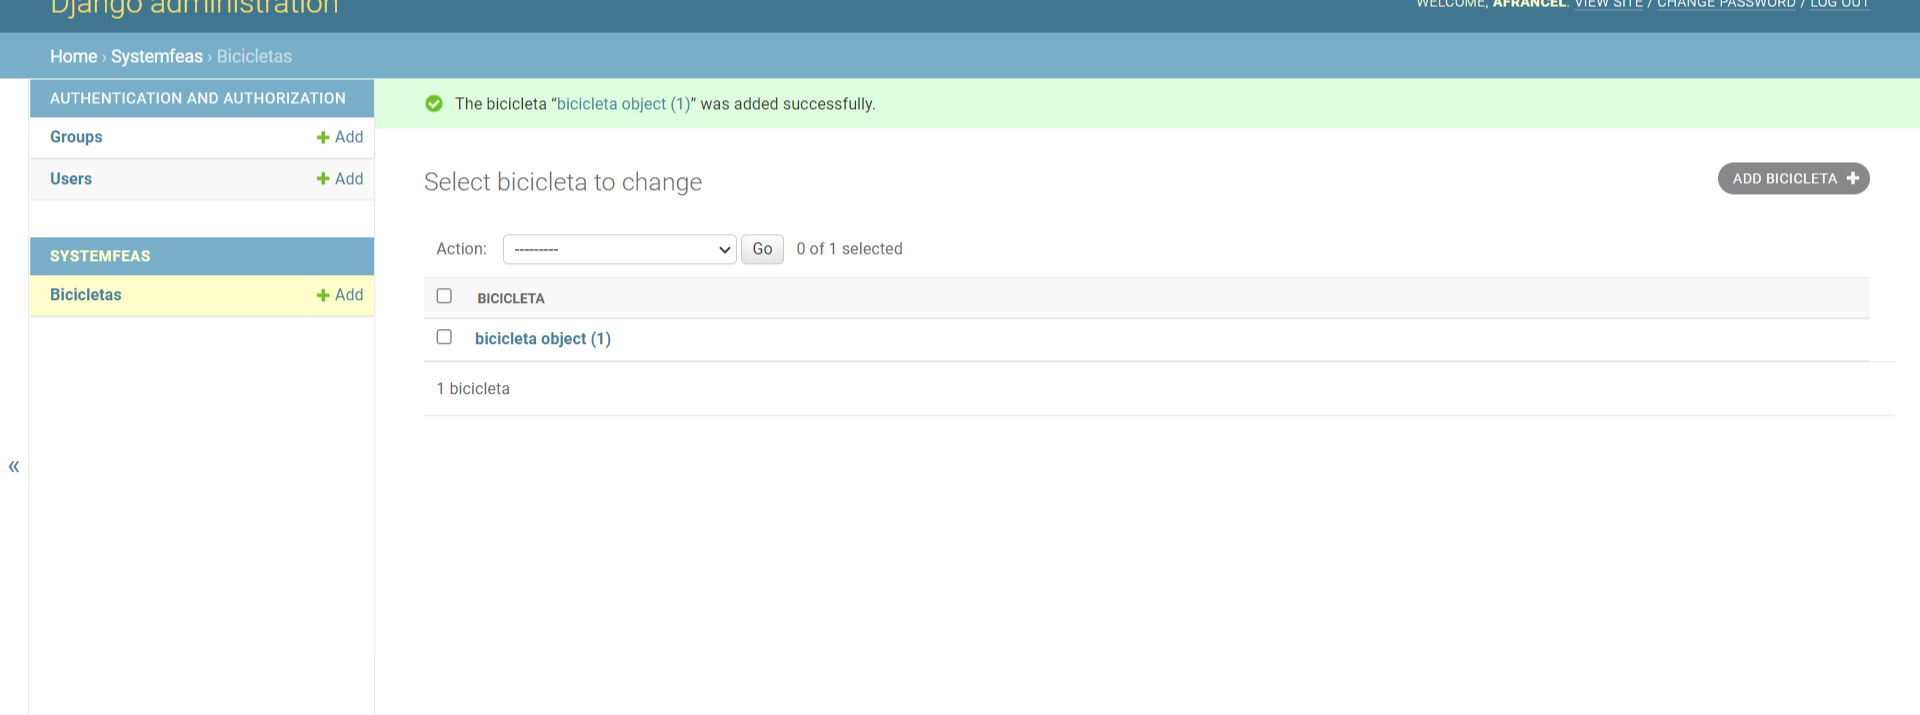 Django administration
WELCOME, AFRANCEL. VIEW SITE / CHANGE PASSWORD / LOG OUT
Home › Systemfeas › Bicicletas
AUTHENTICATION AND AUTHORIZATION
Groups + Add
Users + Add
SYSTEMFEAS
Bicicletas + Add
«
The bicicleta “bicicleta object (1)” was added successfully.
Select bicicleta to change
ADD BICICLETA +
Action: --------- Go 0 of 1 selected
BICICLETA
bicicleta object (1)
1 bicicleta